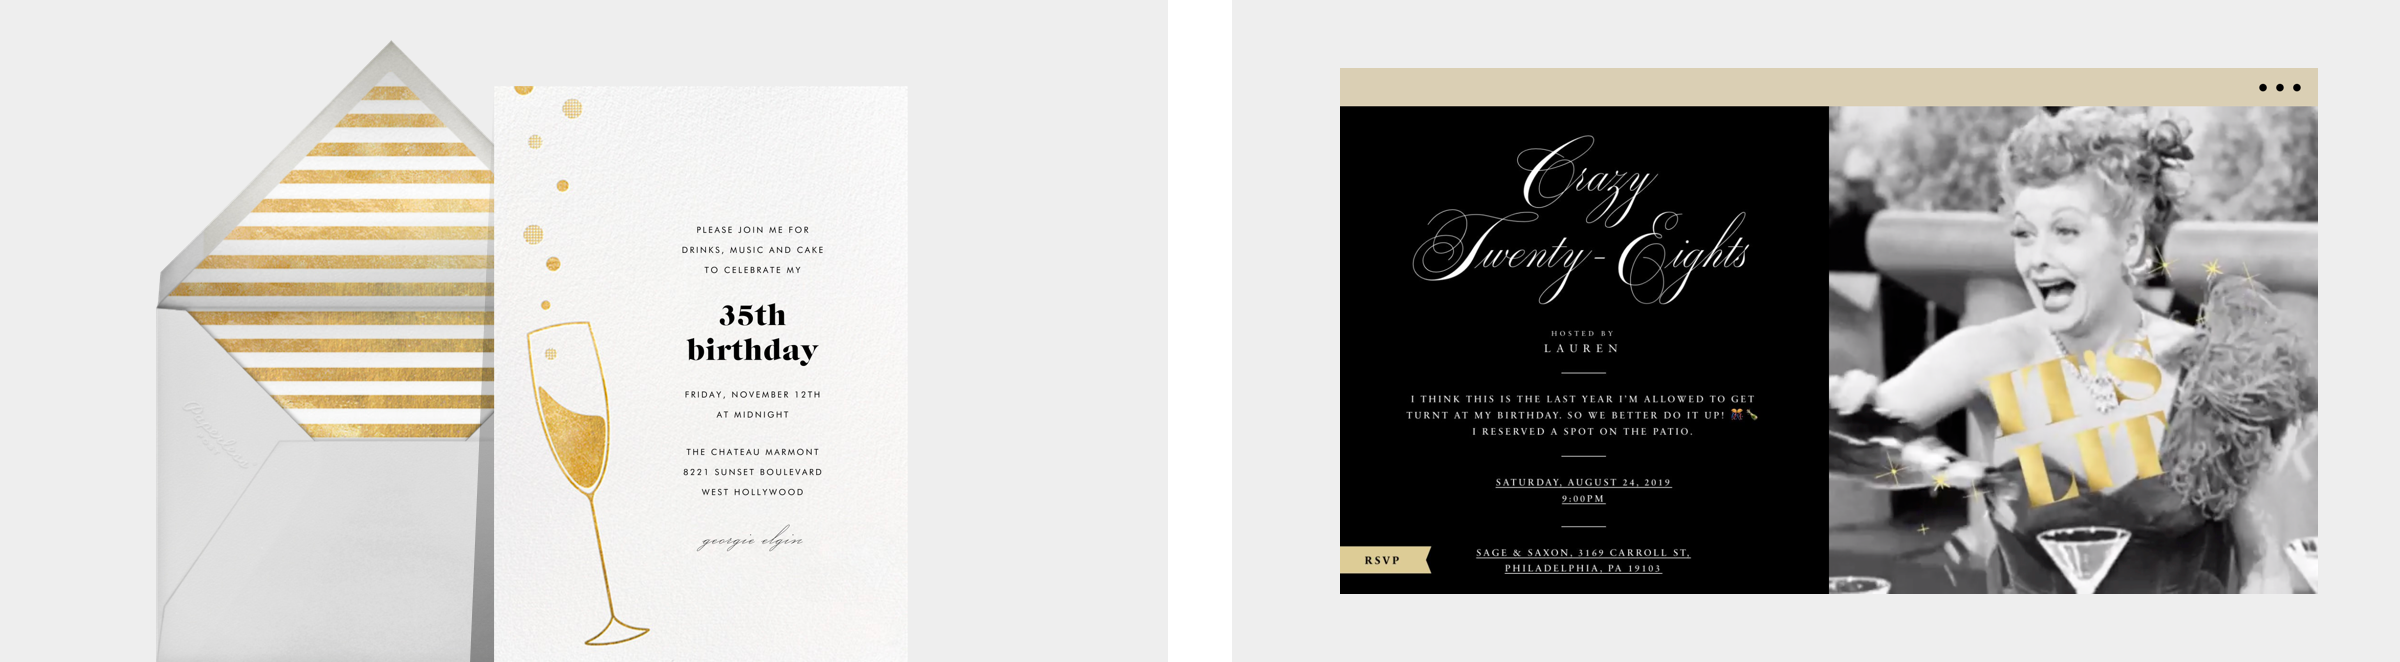 Paperless
POST
PLEASE JOIN ME FOR
DRINKS, MUSIC AND CAKE
TO CELEBRATE MY
35th
birthday
FRIDAY, NOVEMBER 12TH
AT MIDNIGHT
THE CHATEAU MARMONT
8221 SUNSET BOULEVARD
WEST HOLLYWOOD
georgie elgin
Crazy
Twenty-Eights
HOSTED BY
LAUREN
I THINK THIS IS THE LAST YEAR I'M ALLOWED TO GET
TURNT AT MY BIRTHDAY. SO WE BETTER DO IT UP! 🎊🍾
I RESERVED A SPOT ON THE PATIO.
SATURDAY, AUGUST 24, 2019
9:00PM
SAGE & SAXON, 3169 CARROLL ST,
PHILADELPHIA, PA 19103
RSVP
IT'S
LIT